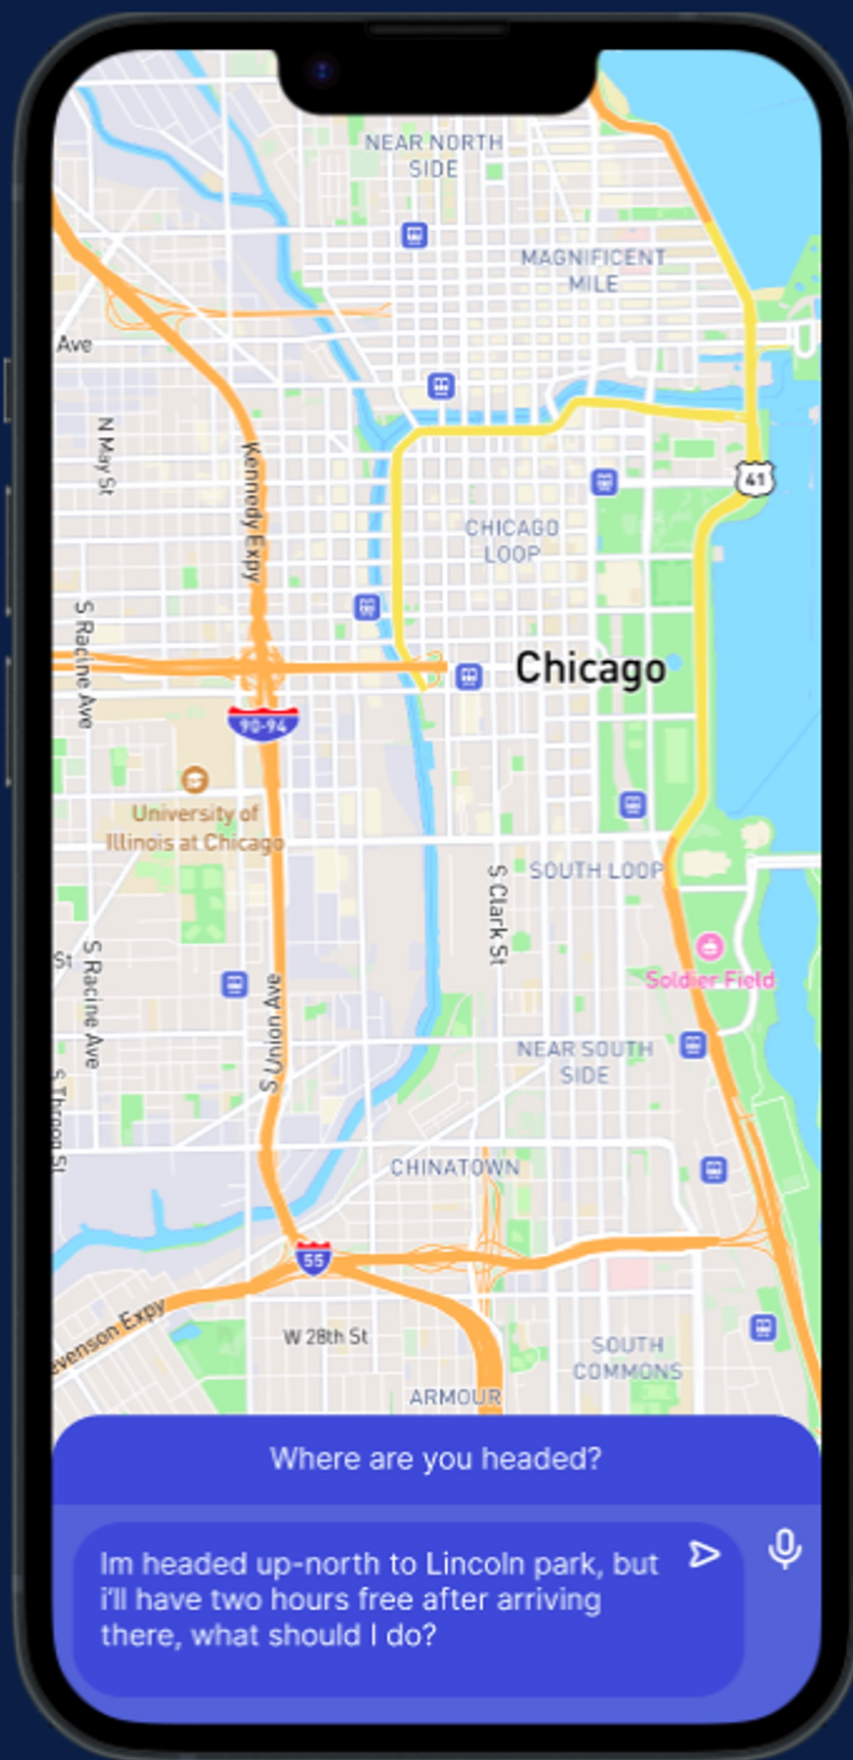 NEAR NORTH
SIDE
MAGNIFICENT
MILE
Ave
N May St
Kennedy Expy
41
CHICAGO
LOOP
S Racine Ave
Chicago
90-94
University of
Illinois at Chicago
SOUTH LOOP
S Clark St
St
S Racine Ave
Soldier Field
S Union Ave
NEAR SOUTH
SIDE
S Throop St
CHINATOWN
55
evenson Expy
W 28th St
SOUTH
COMMONS
ARMOUR
Where are you headed?
Im headed up-north to Lincoln park, but
i'll have two hours free after arriving
there, what should I do?